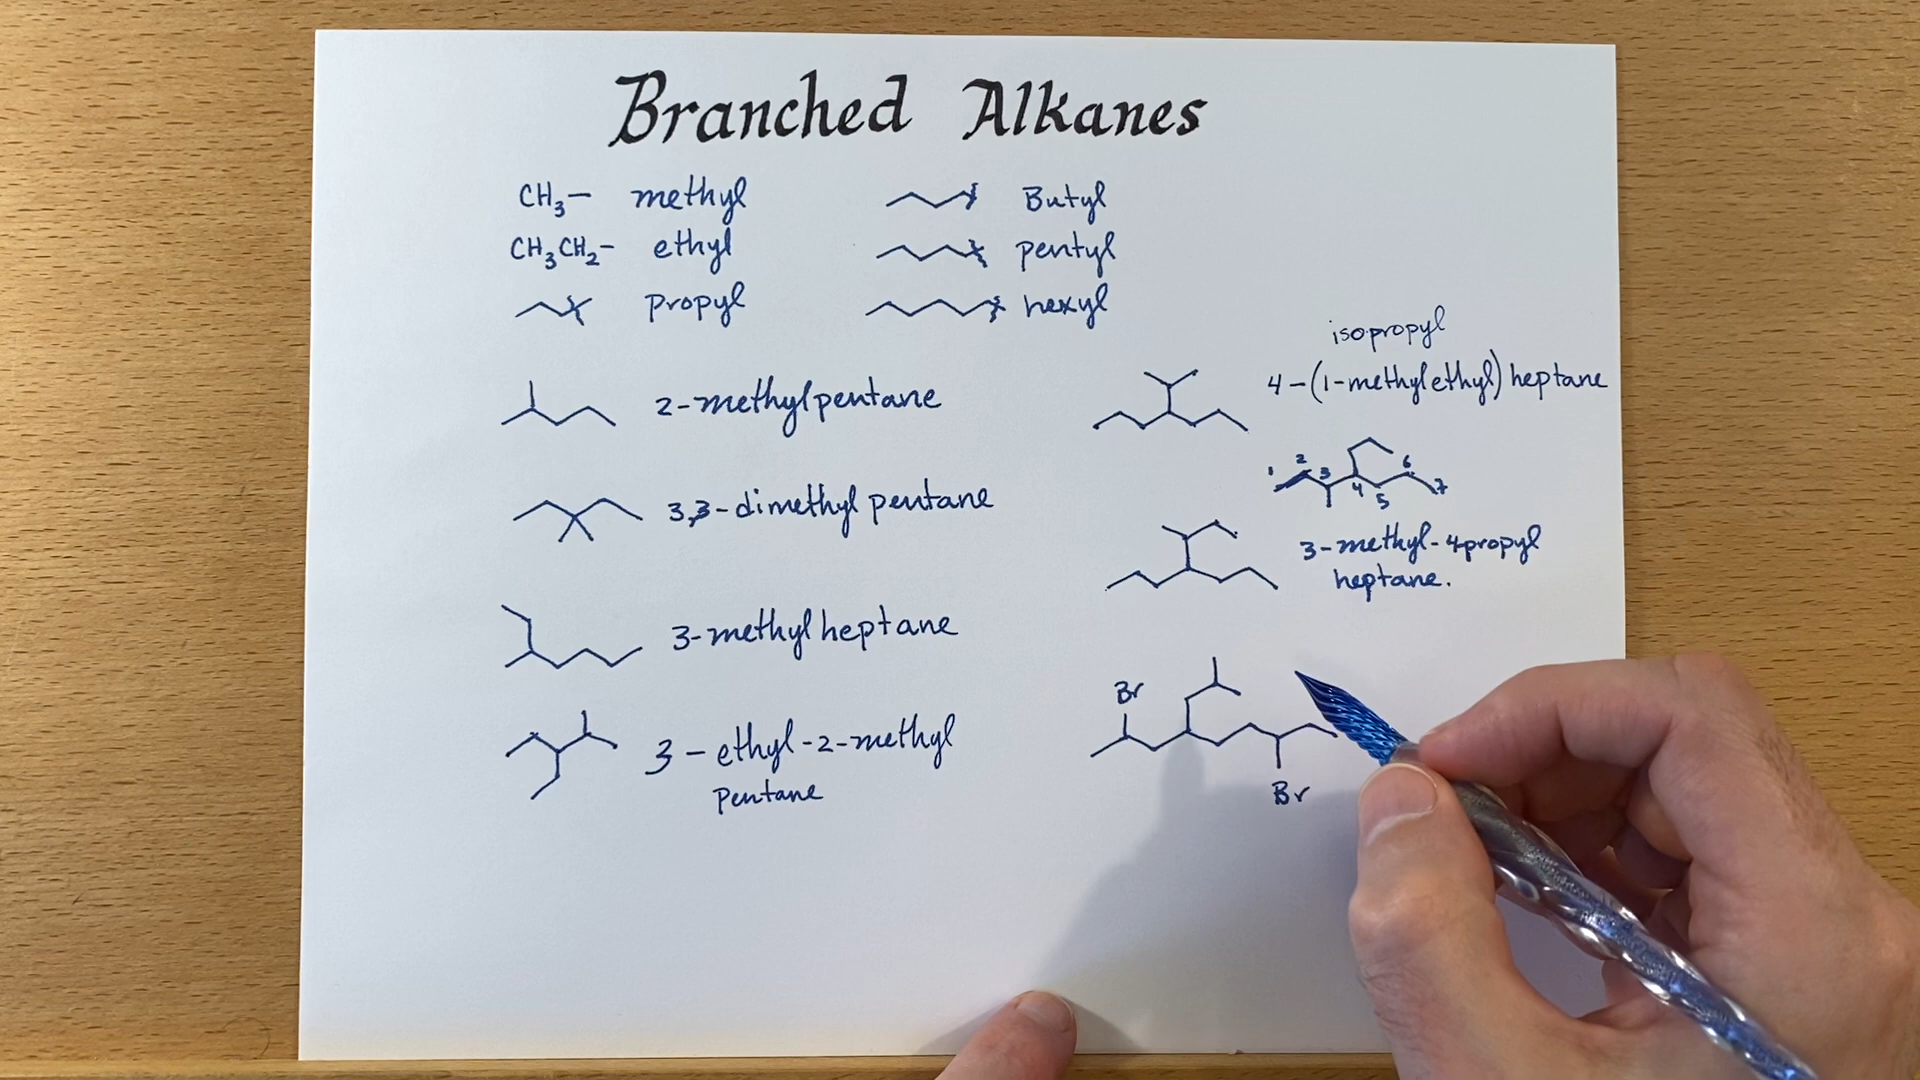 Branched Alkanes
CH3- methyl
CH3CH2- ethyl
propyl
Butyl
pentyl
hexyl
2-methylpentane
3,3-dimethyl pentane
3-methyl heptane
3-ethyl-2-methyl
Pentane
isopropyl
4-(1-methylethyl) heptane
1 2 3 4 5 6 7
3-methyl-4propyl
heptane.
Br
Br